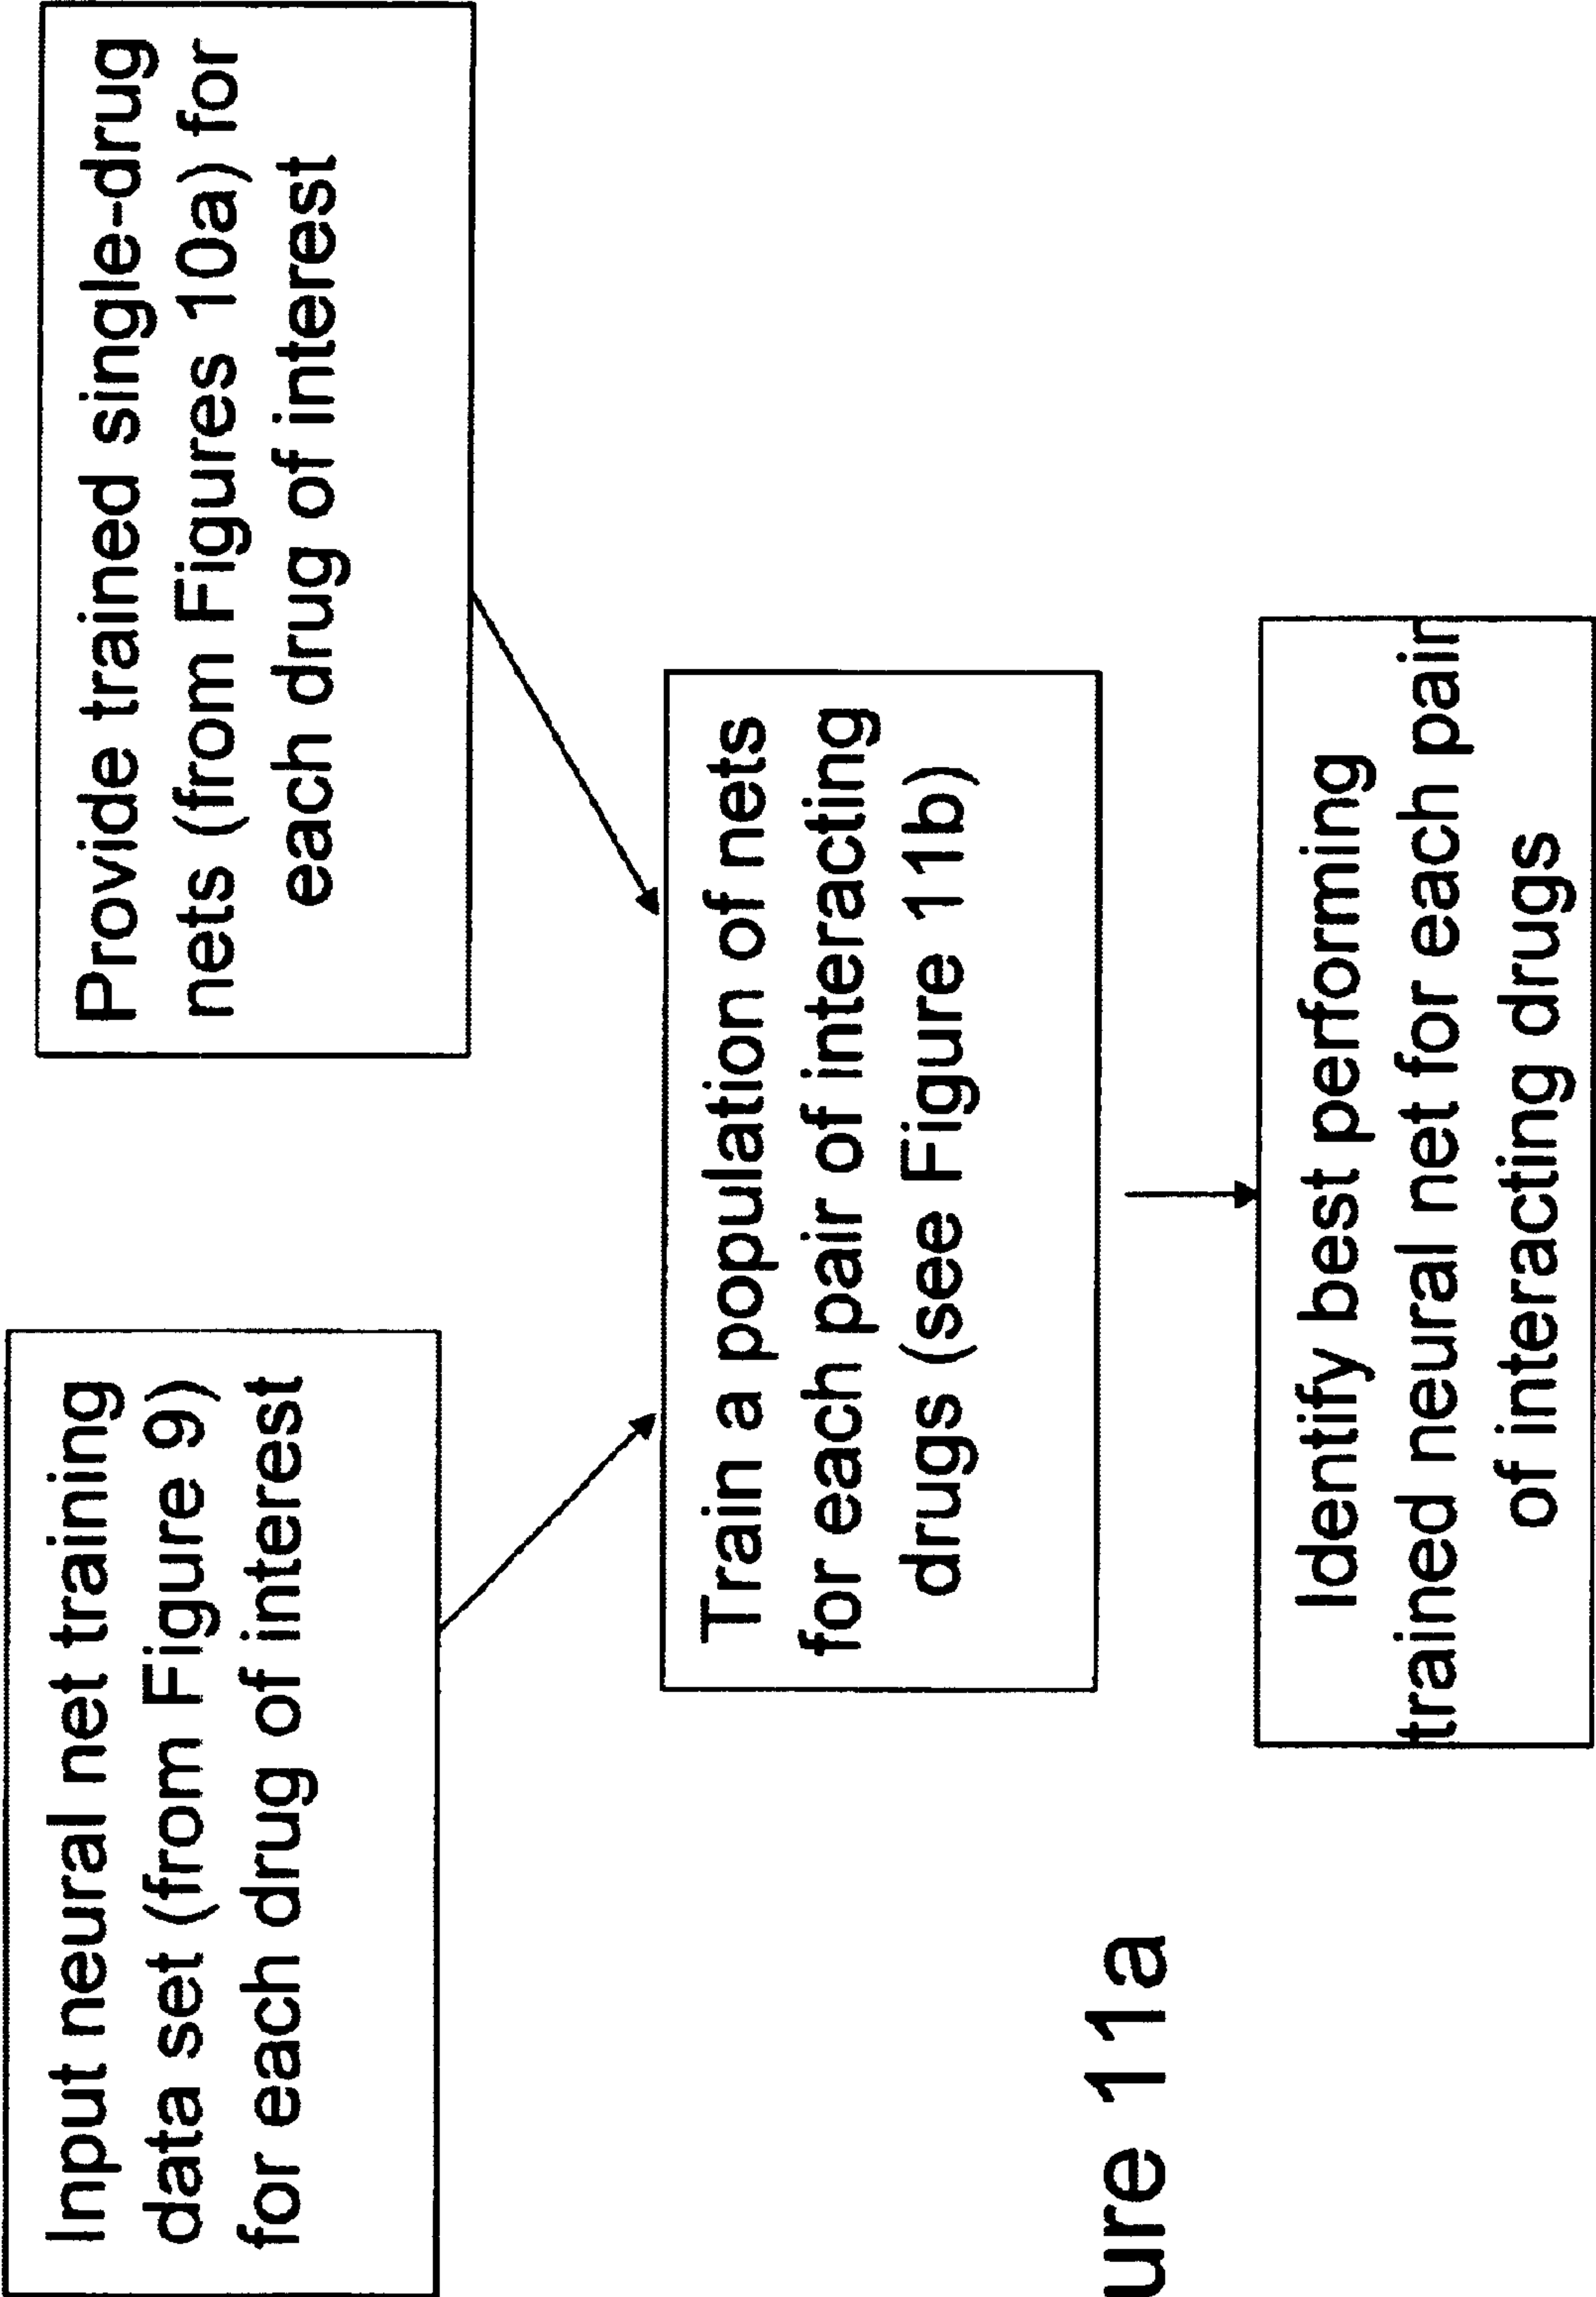 Input neural net training
data set (from Figure 9)
for each drug of interest
Provide trained single-drug
nets (from Figures 10a) for
each drug of interest
Train a population of nets
for each pair of interacting
drugs (see Figure 11b)
Identify best performing
trained neural net for each pair
of interacting drugs
ure 11a